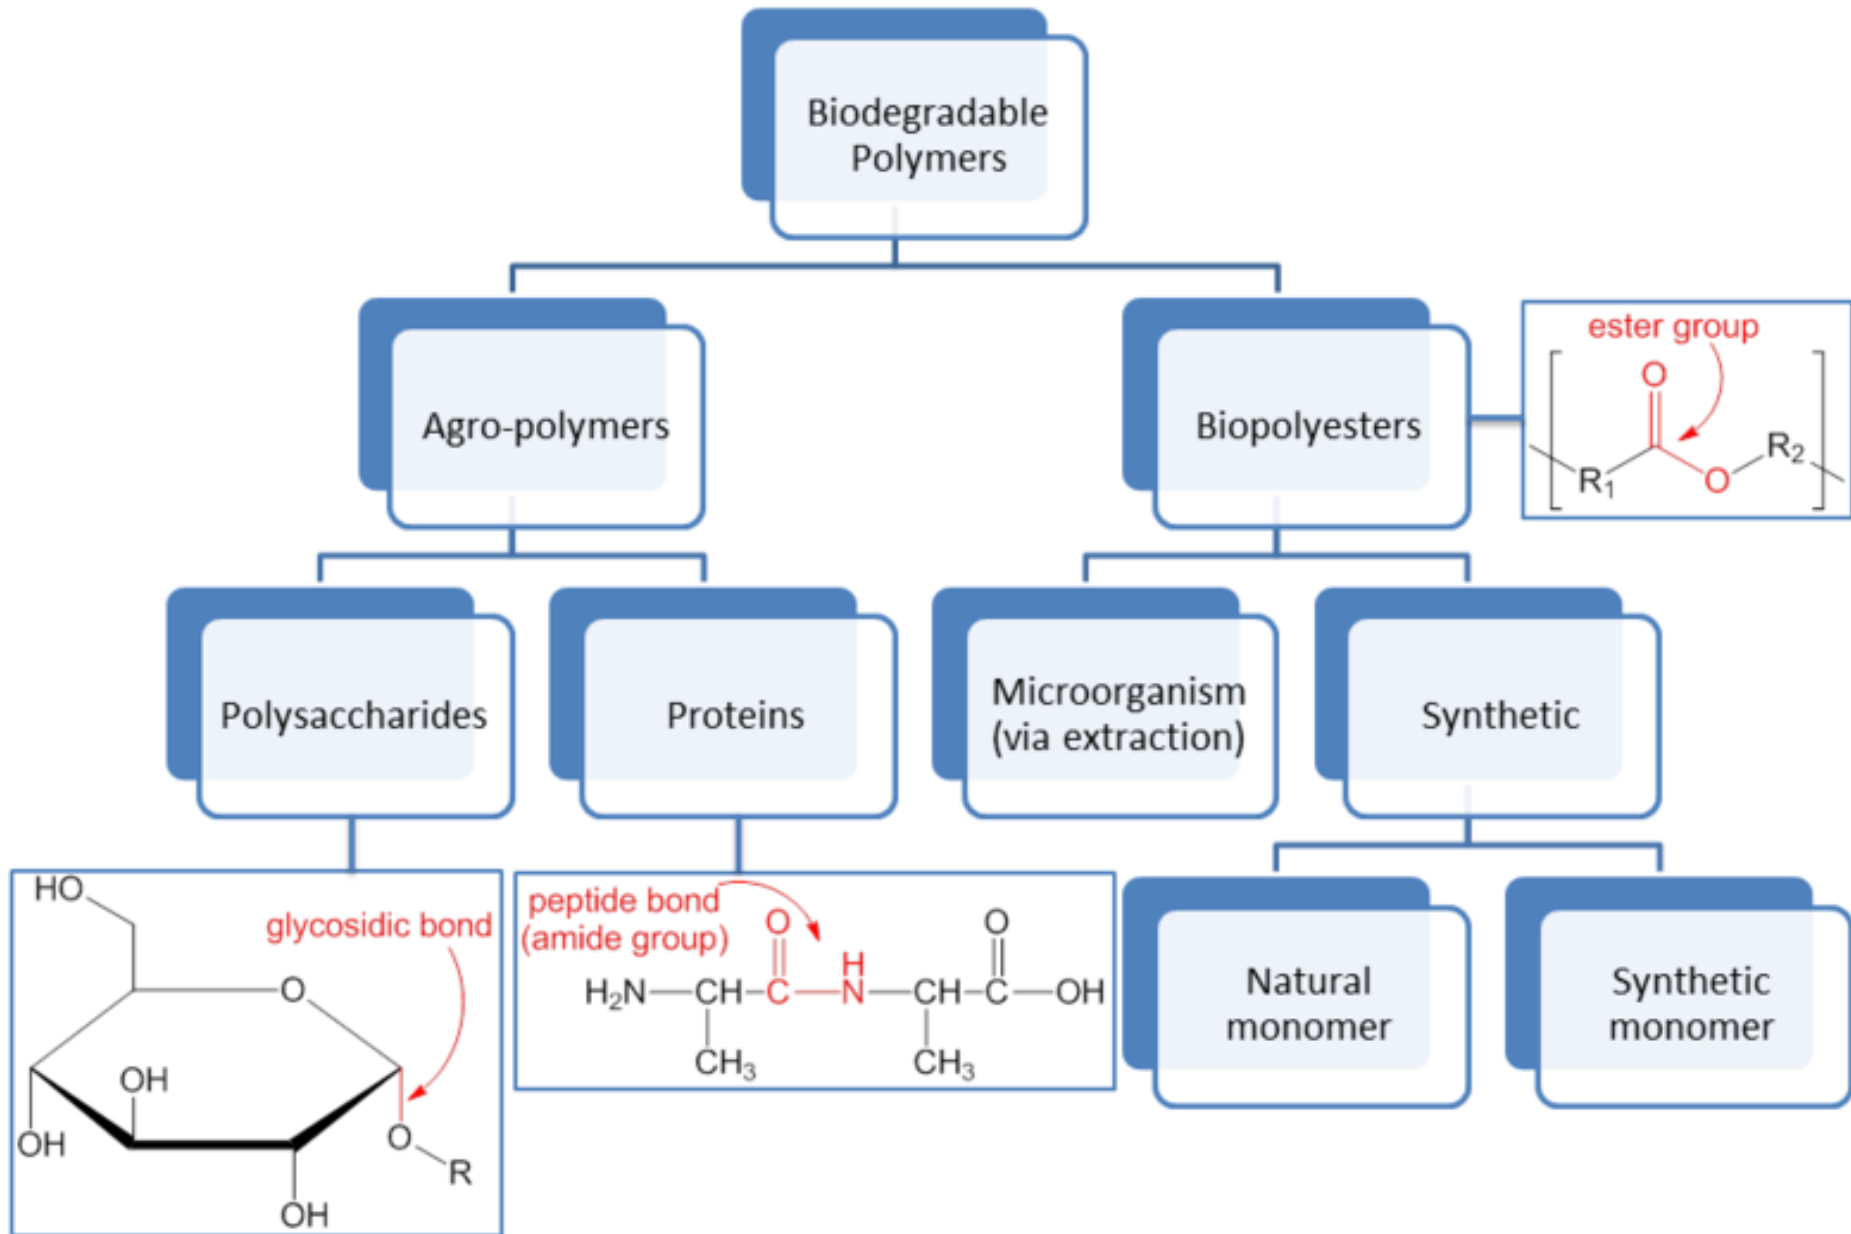 Biodegradable
Polymers
Agro-polymers
Biopolyesters
ester group
O
R₁
O
R₂
Polysaccharides
Proteins
Microorganism
(via extraction)
Synthetic
HO
glycosidic bond
O
OH
OH
O
R
OH
peptide bond
(amide group)
O
O
H
H₂N
CH
C
N
CH
C
OH
CH₃
CH₃
Natural
monomer
Synthetic
monomer